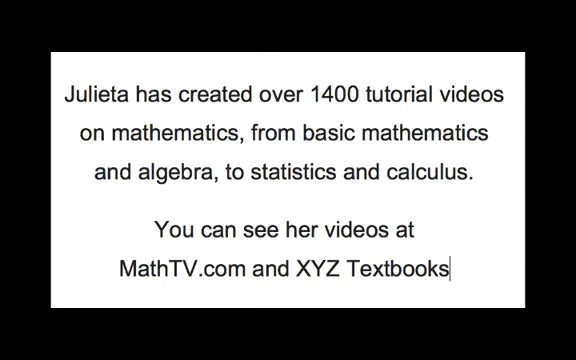 Julieta has created over 1400 tutorial videos
on mathematics, from basic mathematics
and algebra, to statistics and calculus.
You can see her videos at
MathTV.com and XYZ Textbooks